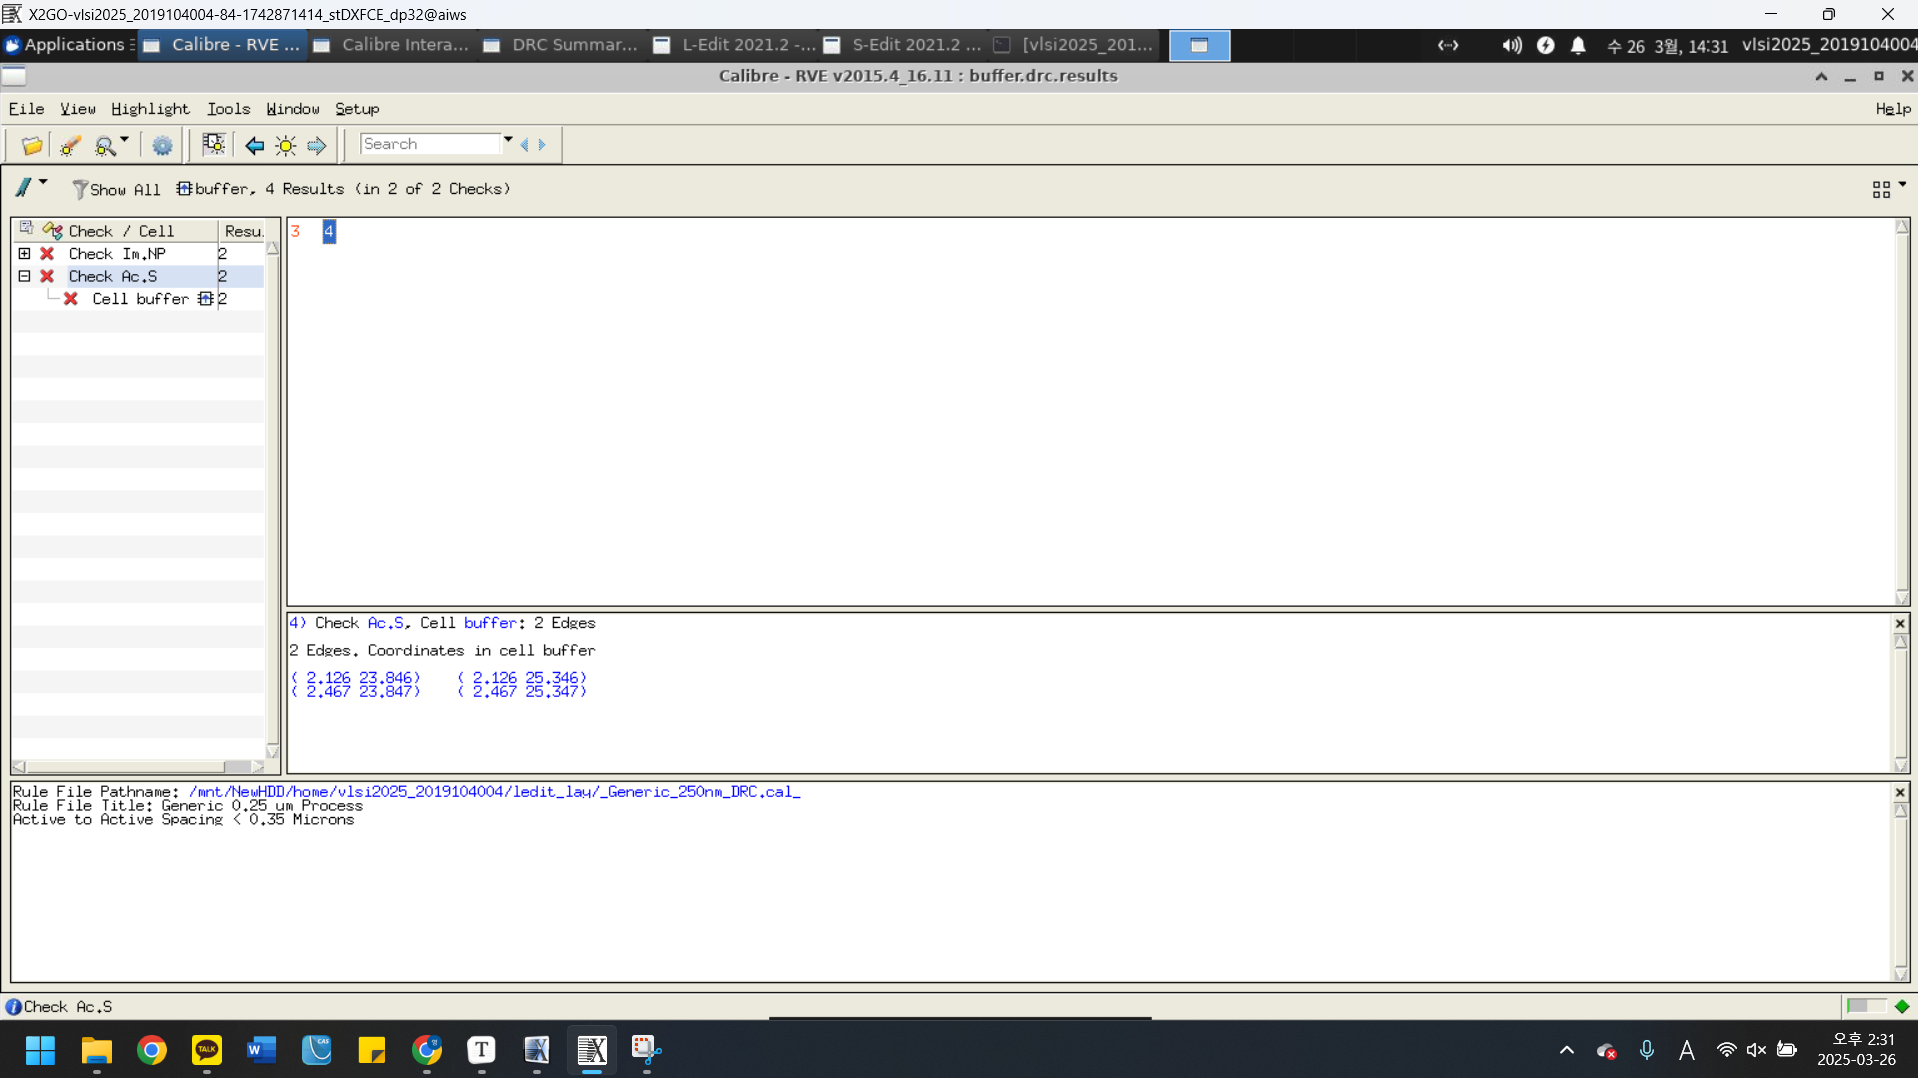 X2GO-vlsi2025_2019104004-84-1742871414_stDXFCE_dp32@aiws
Applications
Calibre - RVE ...
Calibre Intera...
DRC Summar...
L-Edit 2021.2 -...
S-Edit 2021.2 ...
[vlsi2025_201...
수 26 3월, 14:31
vlsi2025_2019104004
Calibre - RVE v2015.4_16.11 : buffer.drc.results
File View Highlight Tools Window Setup
Help
Search
Show All
buffer, 4 Results (in 2 of 2 Checks)
Check / Cell
Resu
Check Im.NP 2
Check Ac.S 2
Cell buffer 2
3 4
4) Check Ac.S, Cell buffer: 2 Edges
2 Edges. Coordinates in cell buffer
( 2.126 23.846) ( 2.126 25.346)
( 2.467 23.847) ( 2.467 25.347)
Rule File Pathname: /mnt/NewHDD/home/vlsi2025_2019104004/ledit_lay/_Generic_250nm_DRC.cal_
Rule File Title: Generic 0.25 um Process
Active to Active Spacing < 0.35 Microns
Check Ac.S
TALK
CAS
T
A
오후 2:31
2025-03-26